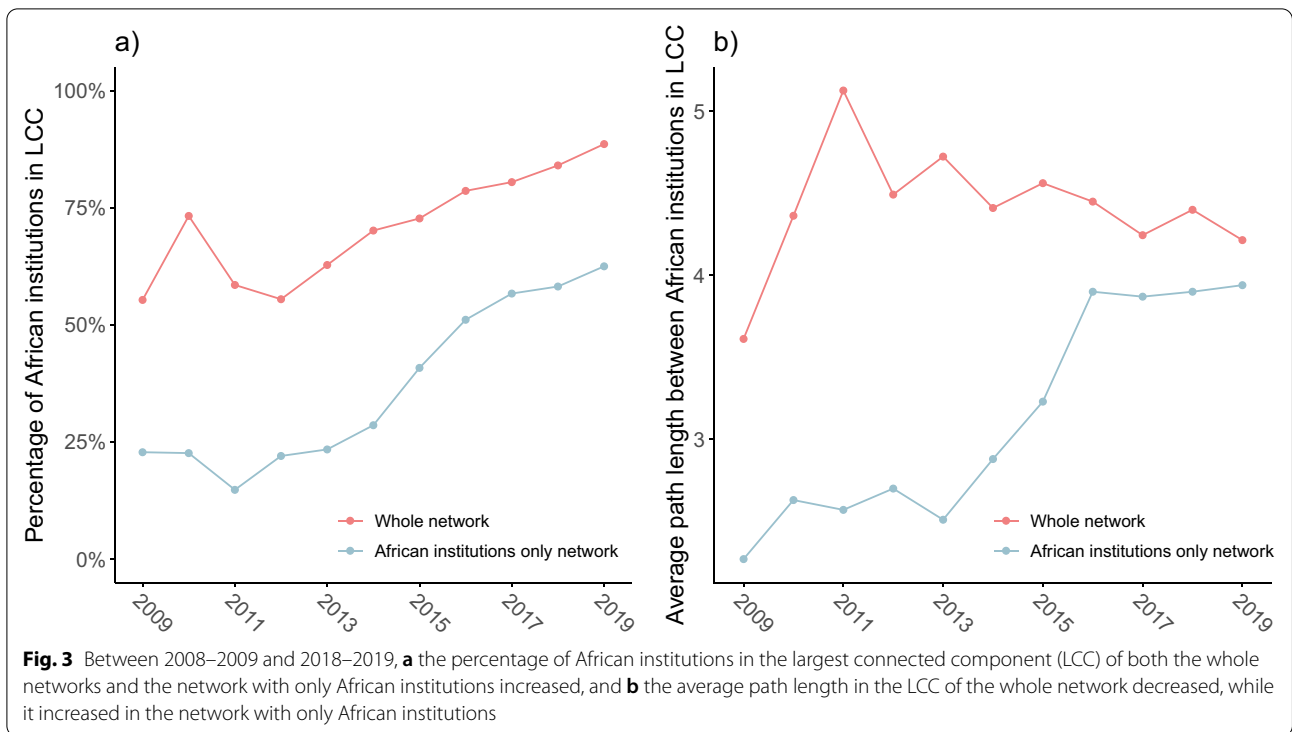 a)
Percentage of African institutions in LCC
100%
75%
50%
25%
0%
Whole network
African institutions only network
2009
2011
2013
2015
2017
2019
b)
Average path length between African institutions in LCC
5
4
3
Whole network
African institutions only network
2009
2011
2013
2015
2017
2019
Fig. 3 Between 2008–2009 and 2018–2019, a the percentage of African institutions in the largest connected component (LCC) of both the whole
networks and the network with only African institutions increased, and b the average path length in the LCC of the whole network decreased, while
it increased in the network with only African institutions